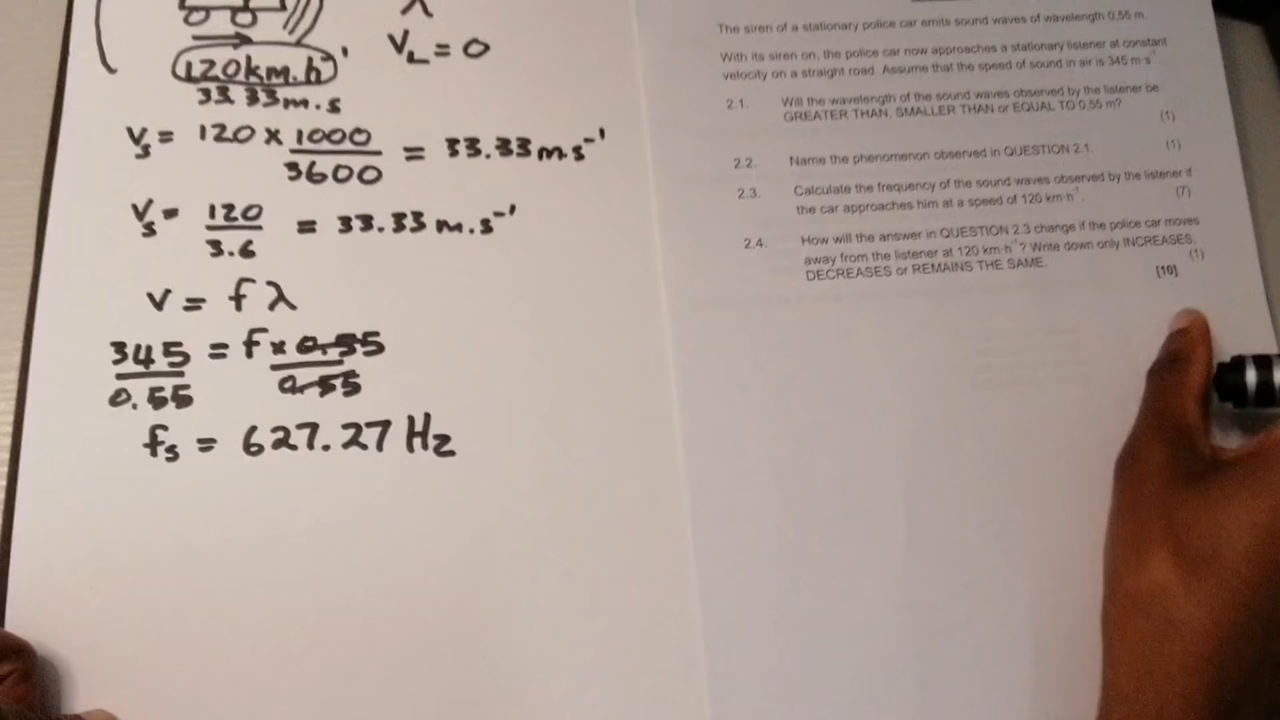 λ
V_L = 0
120km.h⁻¹
33.33m.s
V_s = 120 × 1000/3600 = 33.33m.s⁻¹
V_s = 120/3.6 = 33.33m.s⁻¹
v = fλ
345/0.55 = f×0.55/0.55
f_s = 627.27 Hz
The siren of a stationary police car emits sound waves of wavelength 0,55 m.
With its siren on, the police car now approaches a stationary listener at constant
velocity on a straight road. Assume that the speed of sound in air is 345 m·s⁻¹.
2.1. Will the wavelength of the sound waves observed by the listener be
GREATER THAN, SMALLER THAN or EQUAL TO 0,55 m? (1)
2.2. Name the phenomenon observed in QUESTION 2.1. (1)
2.3. Calculate the frequency of the sound waves observed by the listener if
the car approaches him at a speed of 120 km·h⁻¹. (7)
2.4. How will the answer in QUESTION 2.3 change if the police car moves
away from the listener at 120 km·h⁻¹? Write down only INCREASES,
DECREASES or REMAINS THE SAME. (1)
[10]